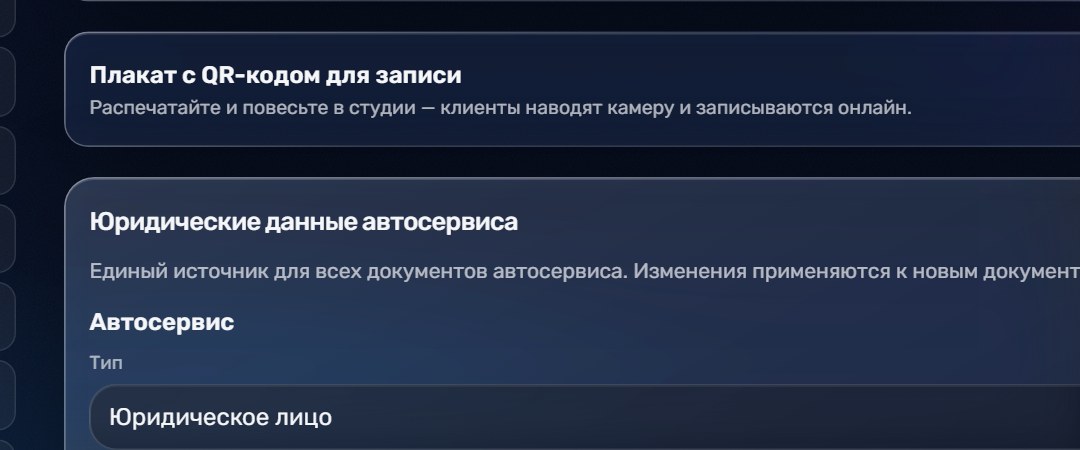 Плакат с QR-кодом для записи
Распечатайте и повесьте в студии — клиенты наводят камеру и записываются онлайн.
Юридические данные автосервиса
Единый источник для всех документов автосервиса. Изменения применяются к новым документ
Автосервис
Тип
Юридическое лицо